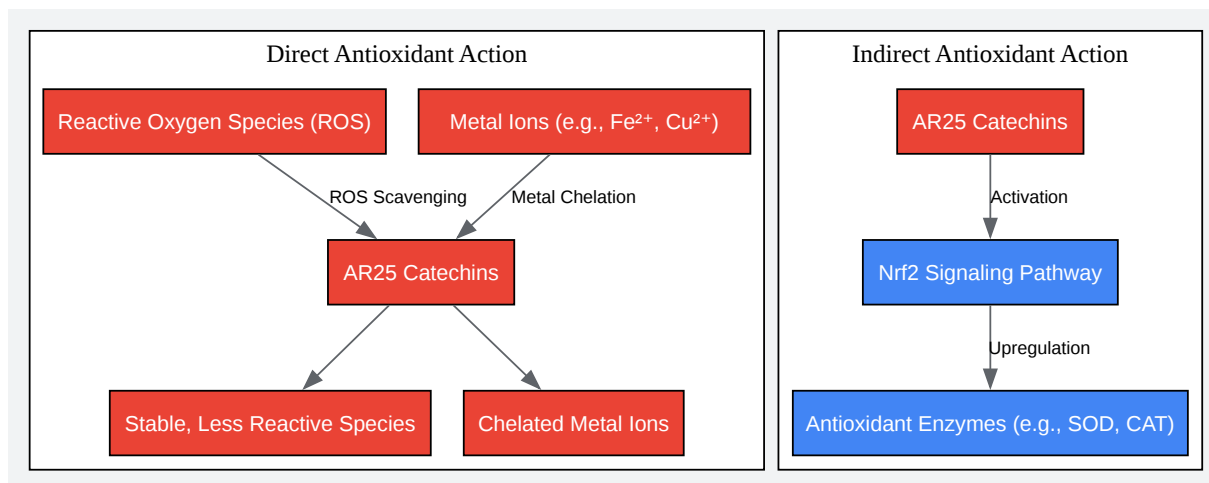 Direct Antioxidant Action
Reactive Oxygen Species (ROS)
Metal Ions (e.g., Fe²⁺, Cu²⁺)
ROS Scavenging
Metal Chelation
AR25 Catechins
Stable, Less Reactive Species
Chelated Metal Ions
Indirect Antioxidant Action
AR25 Catechins
Activation
Nrf2 Signaling Pathway
Upregulation
Antioxidant Enzymes (e.g., SOD, CAT)